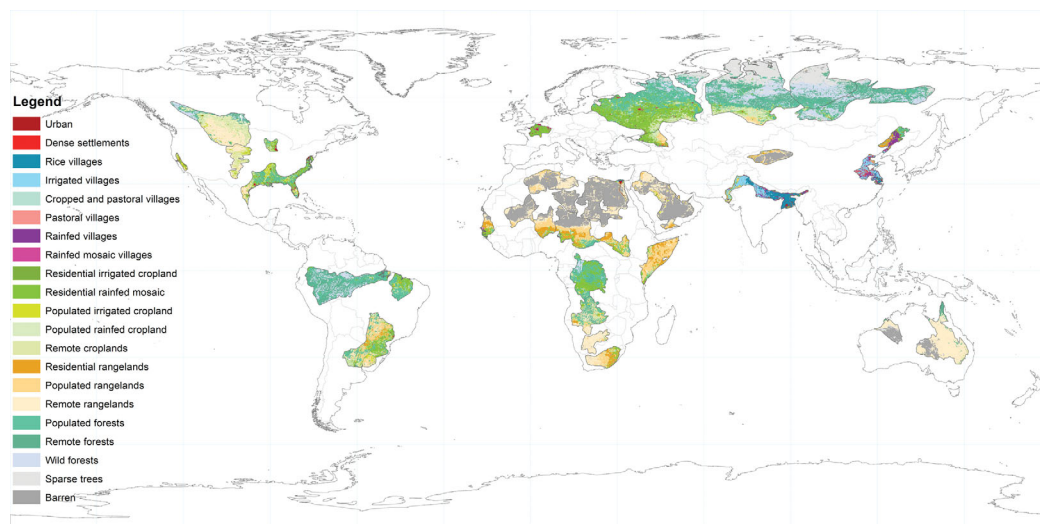 Legend
Urban
Dense settlements
Rice villages
Irrigated villages
Cropped and pastoral villages
Pastoral villages
Rainfed villages
Rainfed mosaic villages
Residential irrigated cropland
Residential rainfed mosaic
Populated irrigated cropland
Populated rainfed cropland
Remote croplands
Residential rangelands
Populated rangelands
Remote rangelands
Populated forests
Remote forests
Wild forests
Sparse trees
Barren